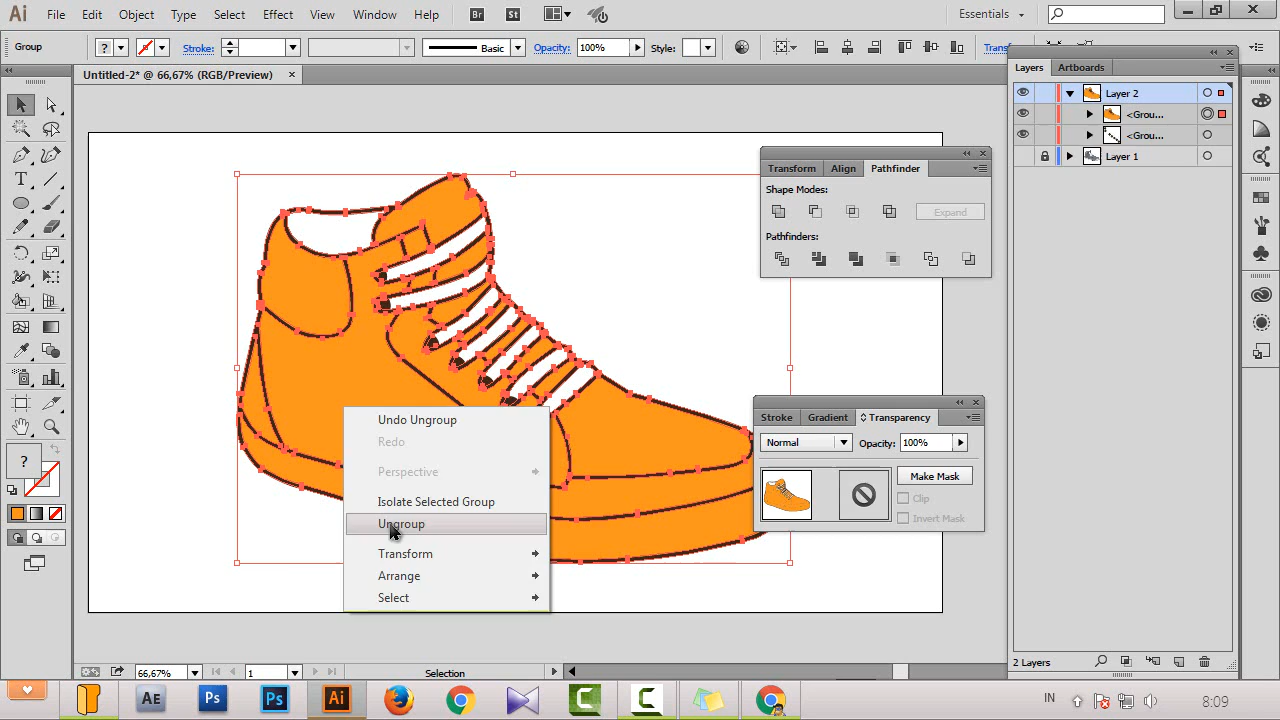 Ai File Edit Object Type Select Effect View Window Help Br St Essentials
Group ? Stroke: Basic Opacity: 100% Style: Transf
Untitled-2* @ 66,67% (RGB/Preview) ×
Layers Artboards
Layer 2
<Grou...
<Grou...
Layer 1
Transform Align Pathfinder
Shape Modes:
Expand
Pathfinders:
T
?
Undo Ungroup
Redo
Perspective
Isolate Selected Group
Ungroup
Transform
Arrange
Select
Stroke Gradient Transparency
Normal Opacity: 100%
Make Mask
Clip
Invert Mask
66,67% 1 Selection
2 Layers
Ae Ps Ps Ai IN 8:09